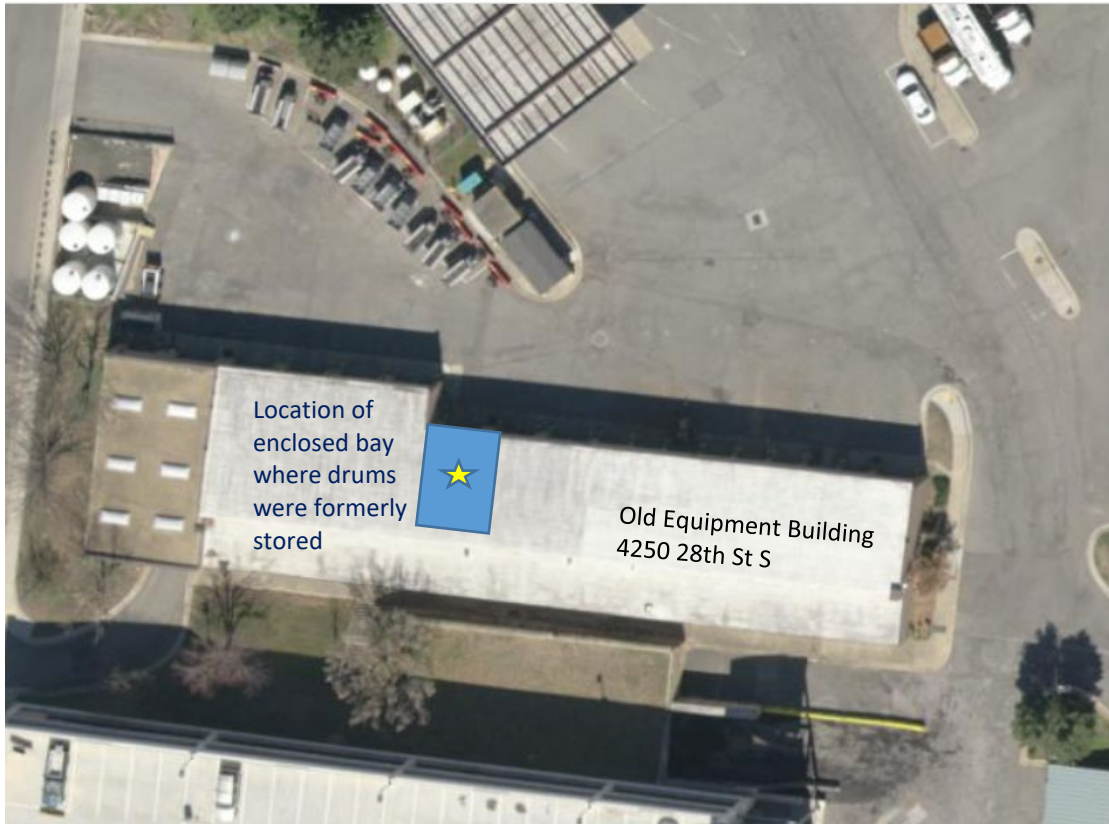 Location of
enclosed bay
where drums
were formerly
stored
Old Equipment Building
4250 28th St S